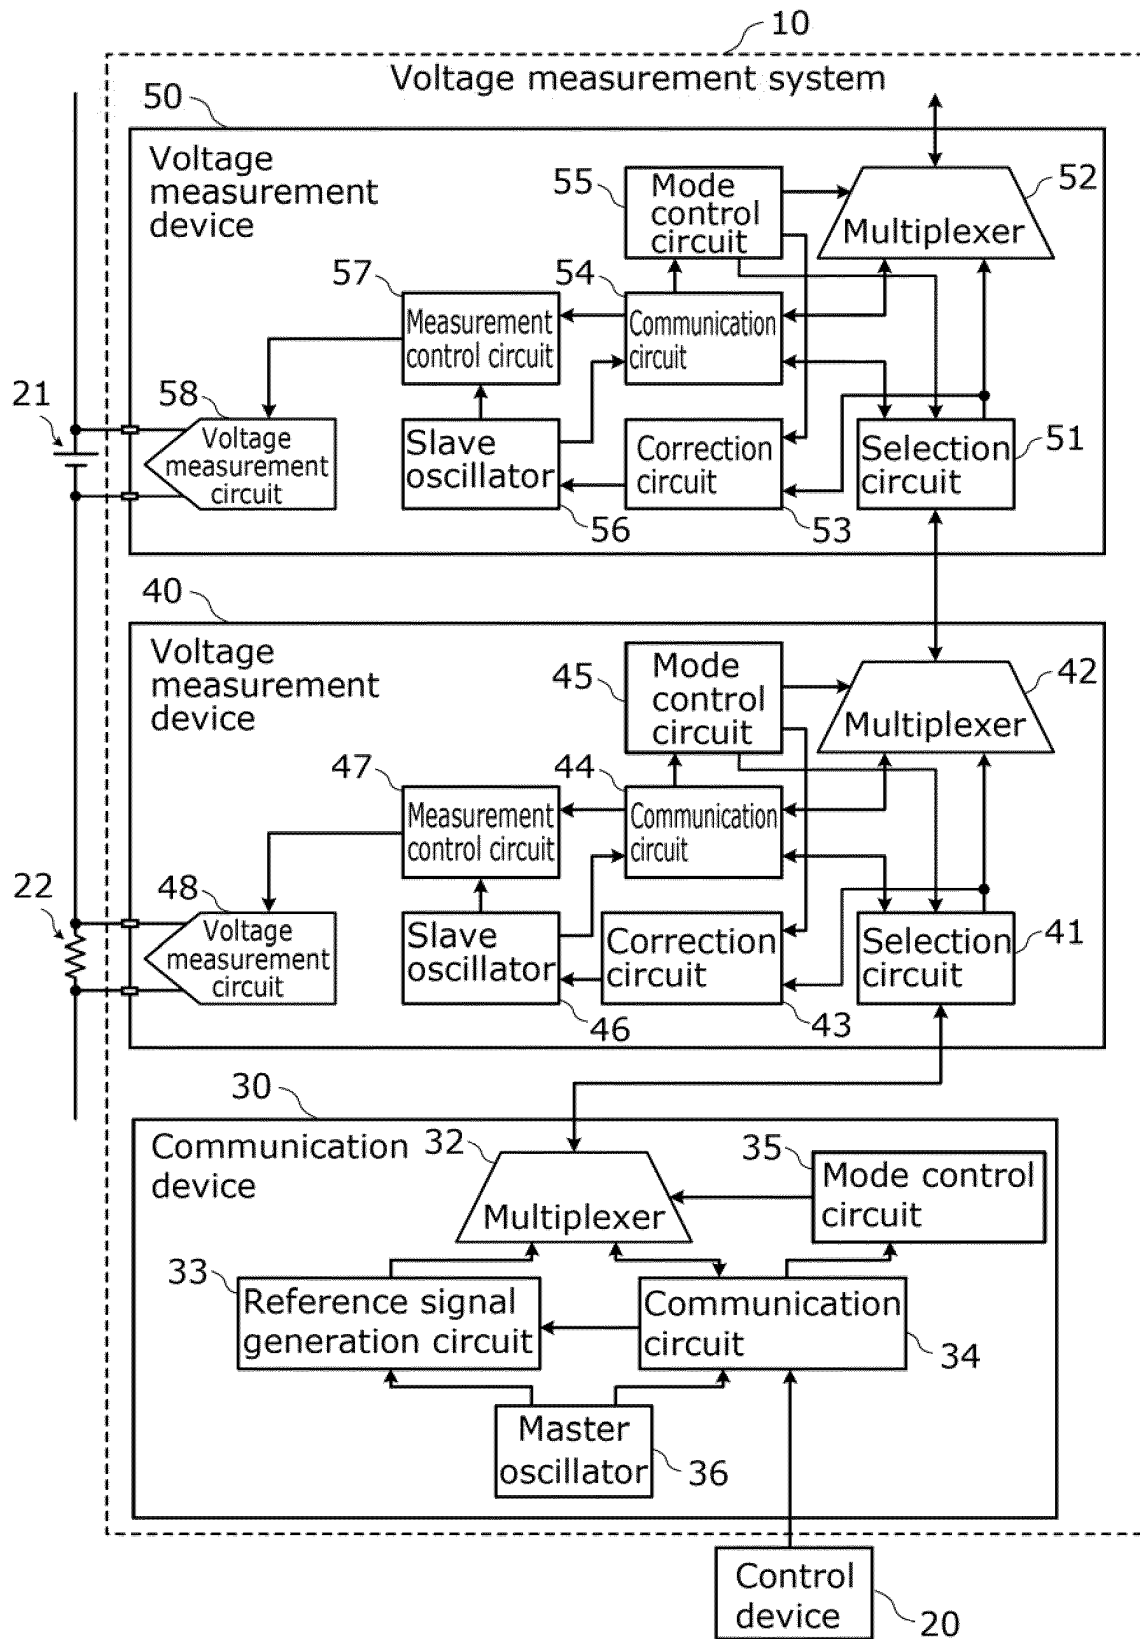 10
Voltage measurement system
50
Voltage
measurement
device
55
Mode
control
circuit
52
Multiplexer
57
54
Measurement
control circuit
Communication
circuit
21
58
Voltage
measurement
circuit
Slave
oscillator
56
Correction
circuit
53
Selection
circuit
51
40
Voltage
measurement
device
45
Mode
control
circuit
42
Multiplexer
47
44
Measurement
control circuit
Communication
circuit
22
48
Voltage
measurement
circuit
Slave
oscillator
46
Correction
circuit
43
Selection
circuit
41
30
Communication
device
32
Multiplexer
35
Mode control
circuit
33
Reference signal
generation circuit
Communication
circuit
34
Master
oscillator
36
Control
device
20